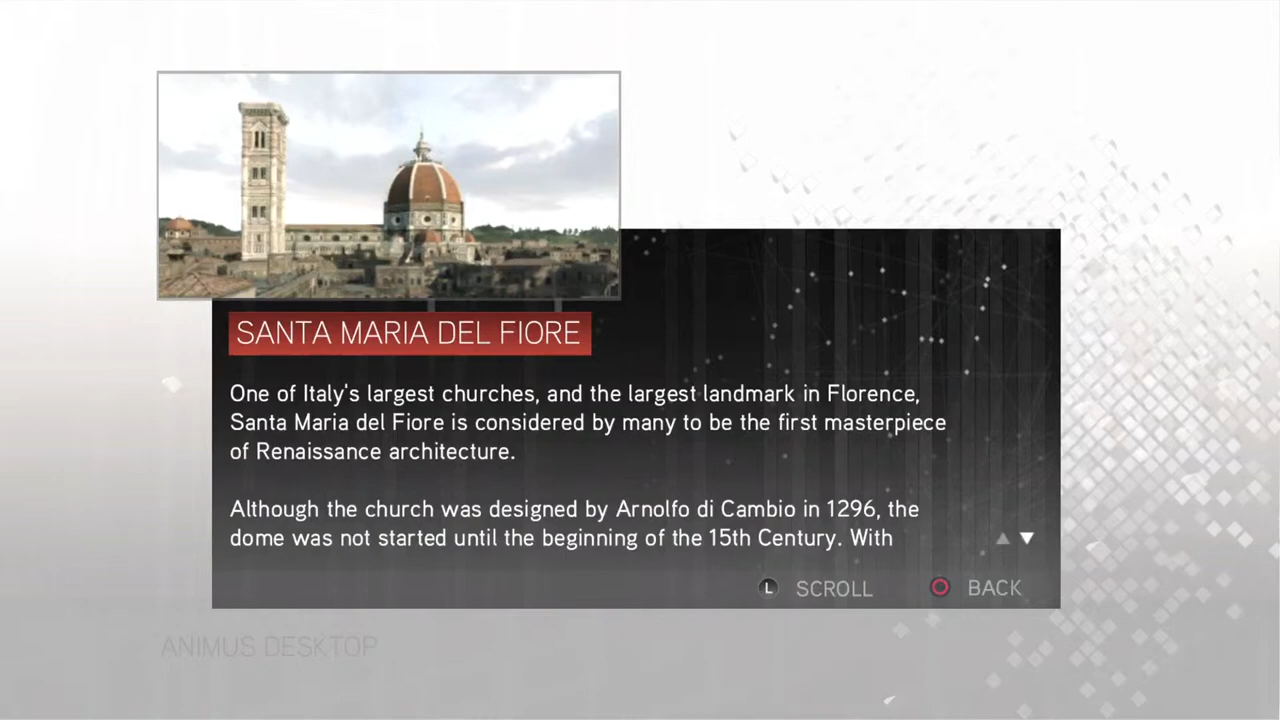 SANTA MARIA DEL FIORE
One of Italy's largest churches, and the largest landmark in Florence,
Santa Maria del Fiore is considered by many to be the first masterpiece
of Renaissance architecture.
Although the church was designed by Arnolfo di Cambio in 1296, the
dome was not started until the beginning of the 15th Century. With
L SCROLL BACK
ANIMUS DESKTOP